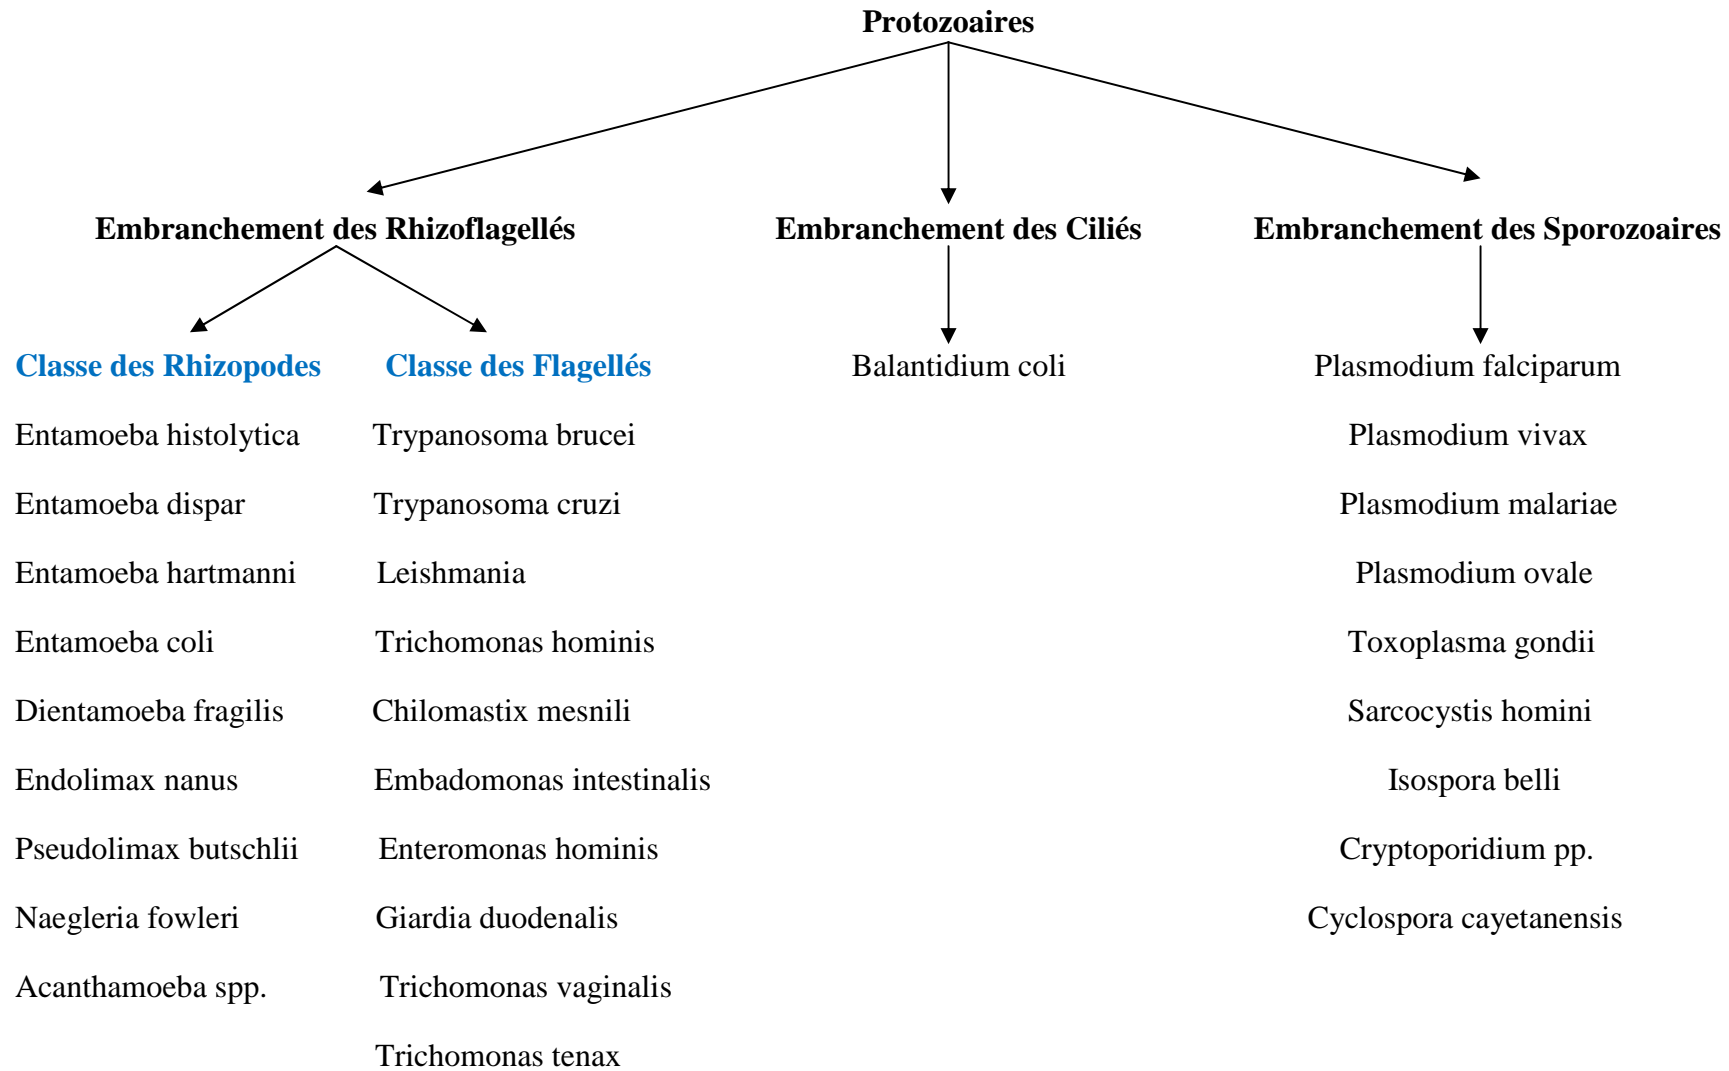 Protozoaires
Embranchement des Rhizoflagellés Embranchement des Ciliés Embranchement des Sporozoaires
Classe des Rhizopodes Classe des Flagellés Balantidium coli Plasmodium falciparum
Entamoeba histolytica Trypanosoma brucei Plasmodium vivax
Entamoeba dispar Trypanosoma cruzi Plasmodium malariae
Entamoeba hartmanni Leishmania Plasmodium ovale
Entamoeba coli Trichomonas hominis Toxoplasma gondii
Dientamoeba fragilis Chilomastix mesnili Sarcocystis homini
Endolimax nanus Embadomonas intestinalis Isospora belli
Pseudolimax butschlii Enteromonas hominis Cryptoporidium pp.
Naegleria fowleri Giardia duodenalis Cyclospora cayetanensis
Acanthamoeba spp. Trichomonas vaginalis
Trichomonas tenax